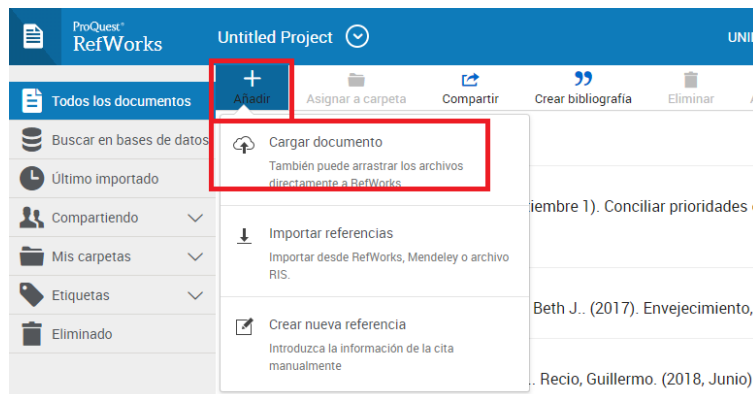 ProQuest®
RefWorks
Untitled Project
Añadir
Asignar a carpeta
Compartir
Crear bibliografía
Eliminar
Todos los documentos
Buscar en bases de datos
Último importado
Compartiendo
Mis carpetas
Etiquetas
Eliminado
Cargar documento
También puede arrastrar los archivos
directamente a RefWorks
Importar referencias
Importar desde RefWorks, Mendeley o archivo
RIS.
Crear nueva referencia
Introduzca la información de la cita
manualmente
iembre 1). Conciliar prioridades
Beth J.. (2017). Envejecimiento,
. Recio, Guillermo. (2018, Junio)